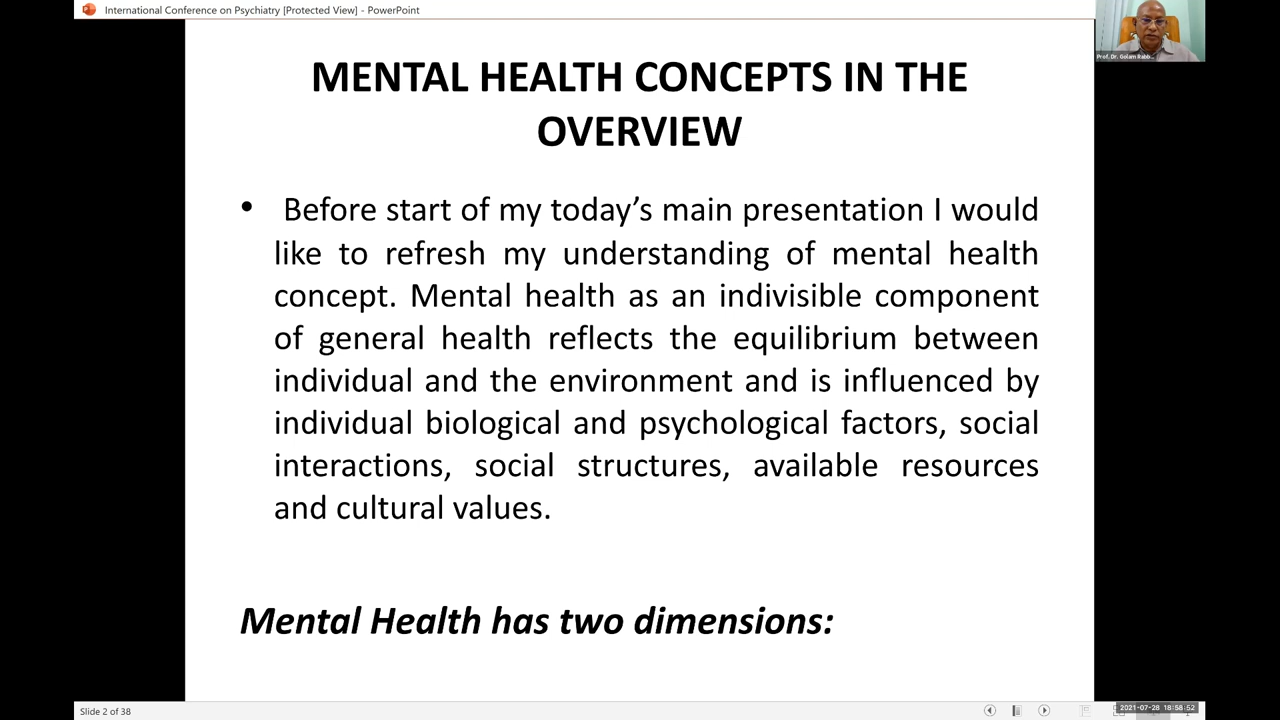 International Conference on Psychiatry [Protected View] - PowerPoint
Prof. Dr. Golam Rabb...
MENTAL HEALTH CONCEPTS IN THE
OVERVIEW
• Before start of my today’s main presentation I would
like to refresh my understanding of mental health
concept. Mental health as an indivisible component
of general health reflects the equilibrium between
individual and the environment and is influenced by
individual biological and psychological factors, social
interactions, social structures, available resources
and cultural values.
Mental Health has two dimensions:
Slide 2 of 38
2021-07-28 18:58:52